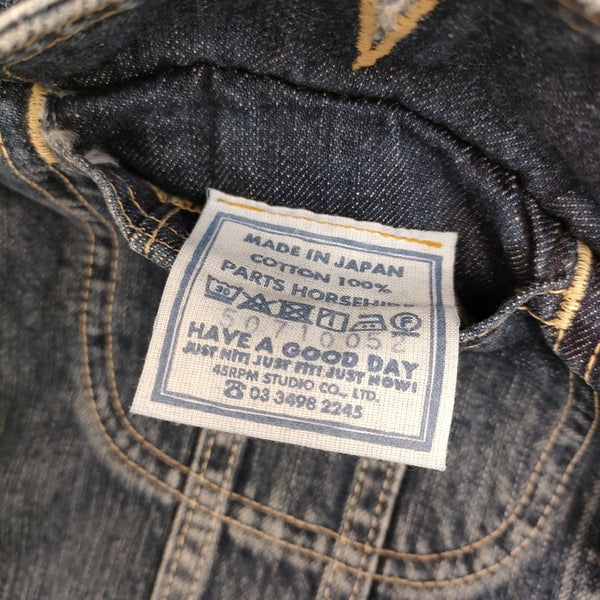 MADE IN JAPAN
COTTON 100%
PARTS HORSEHIDE
50710052
HAVE A GOOD DAY
JUST HIT! JUST FIT! JUST NOW!
45RPM STUDIO CO., LTD.
☎ 03 3498 2245